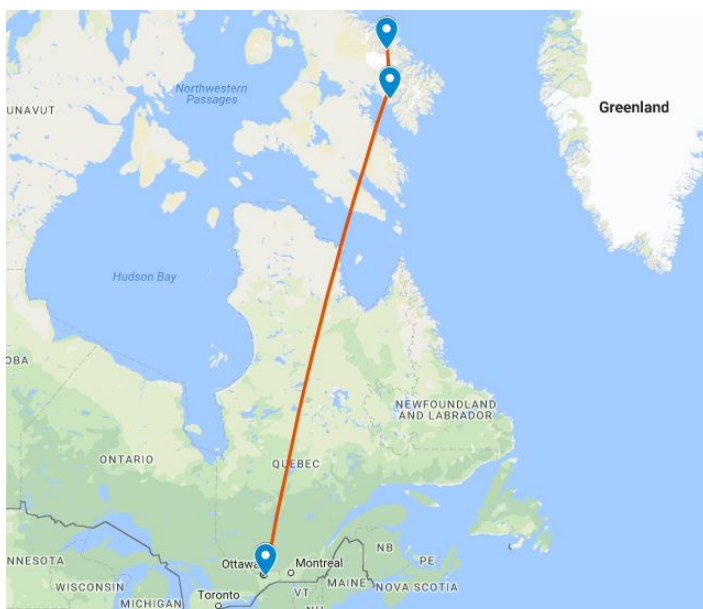 Northwestern
Passages
UNAVUT
Greenland
Hudson Bay
OBA
NEWFOUNDLAND
AND LABRADOR
ONTARIO
QUEBEC
Ottawa
Montreal
NB
PE
NNESOTA
WISCONSIN
VT
MAINE
NOVA SCOTIA
Toronto
MICHIGAN